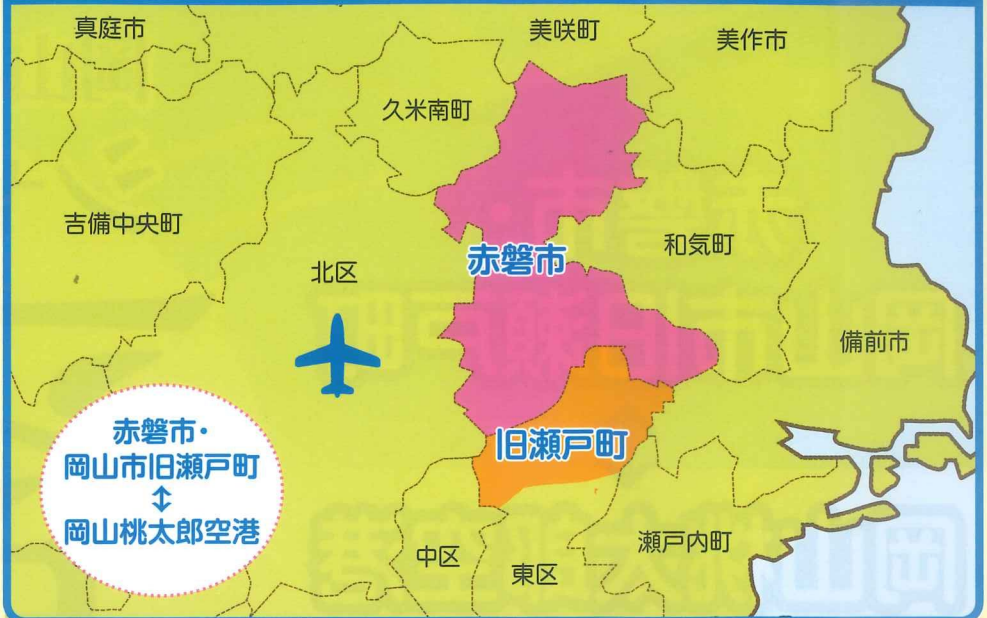 真庭市
美咲町
美作市
久米南町
吉備中央町
和気町
赤磐市
北区
備前市
赤磐市・
岡山市旧瀬戸町
↕
岡山桃太郎空港
旧瀬戸町
中区
東区
瀬戸内町